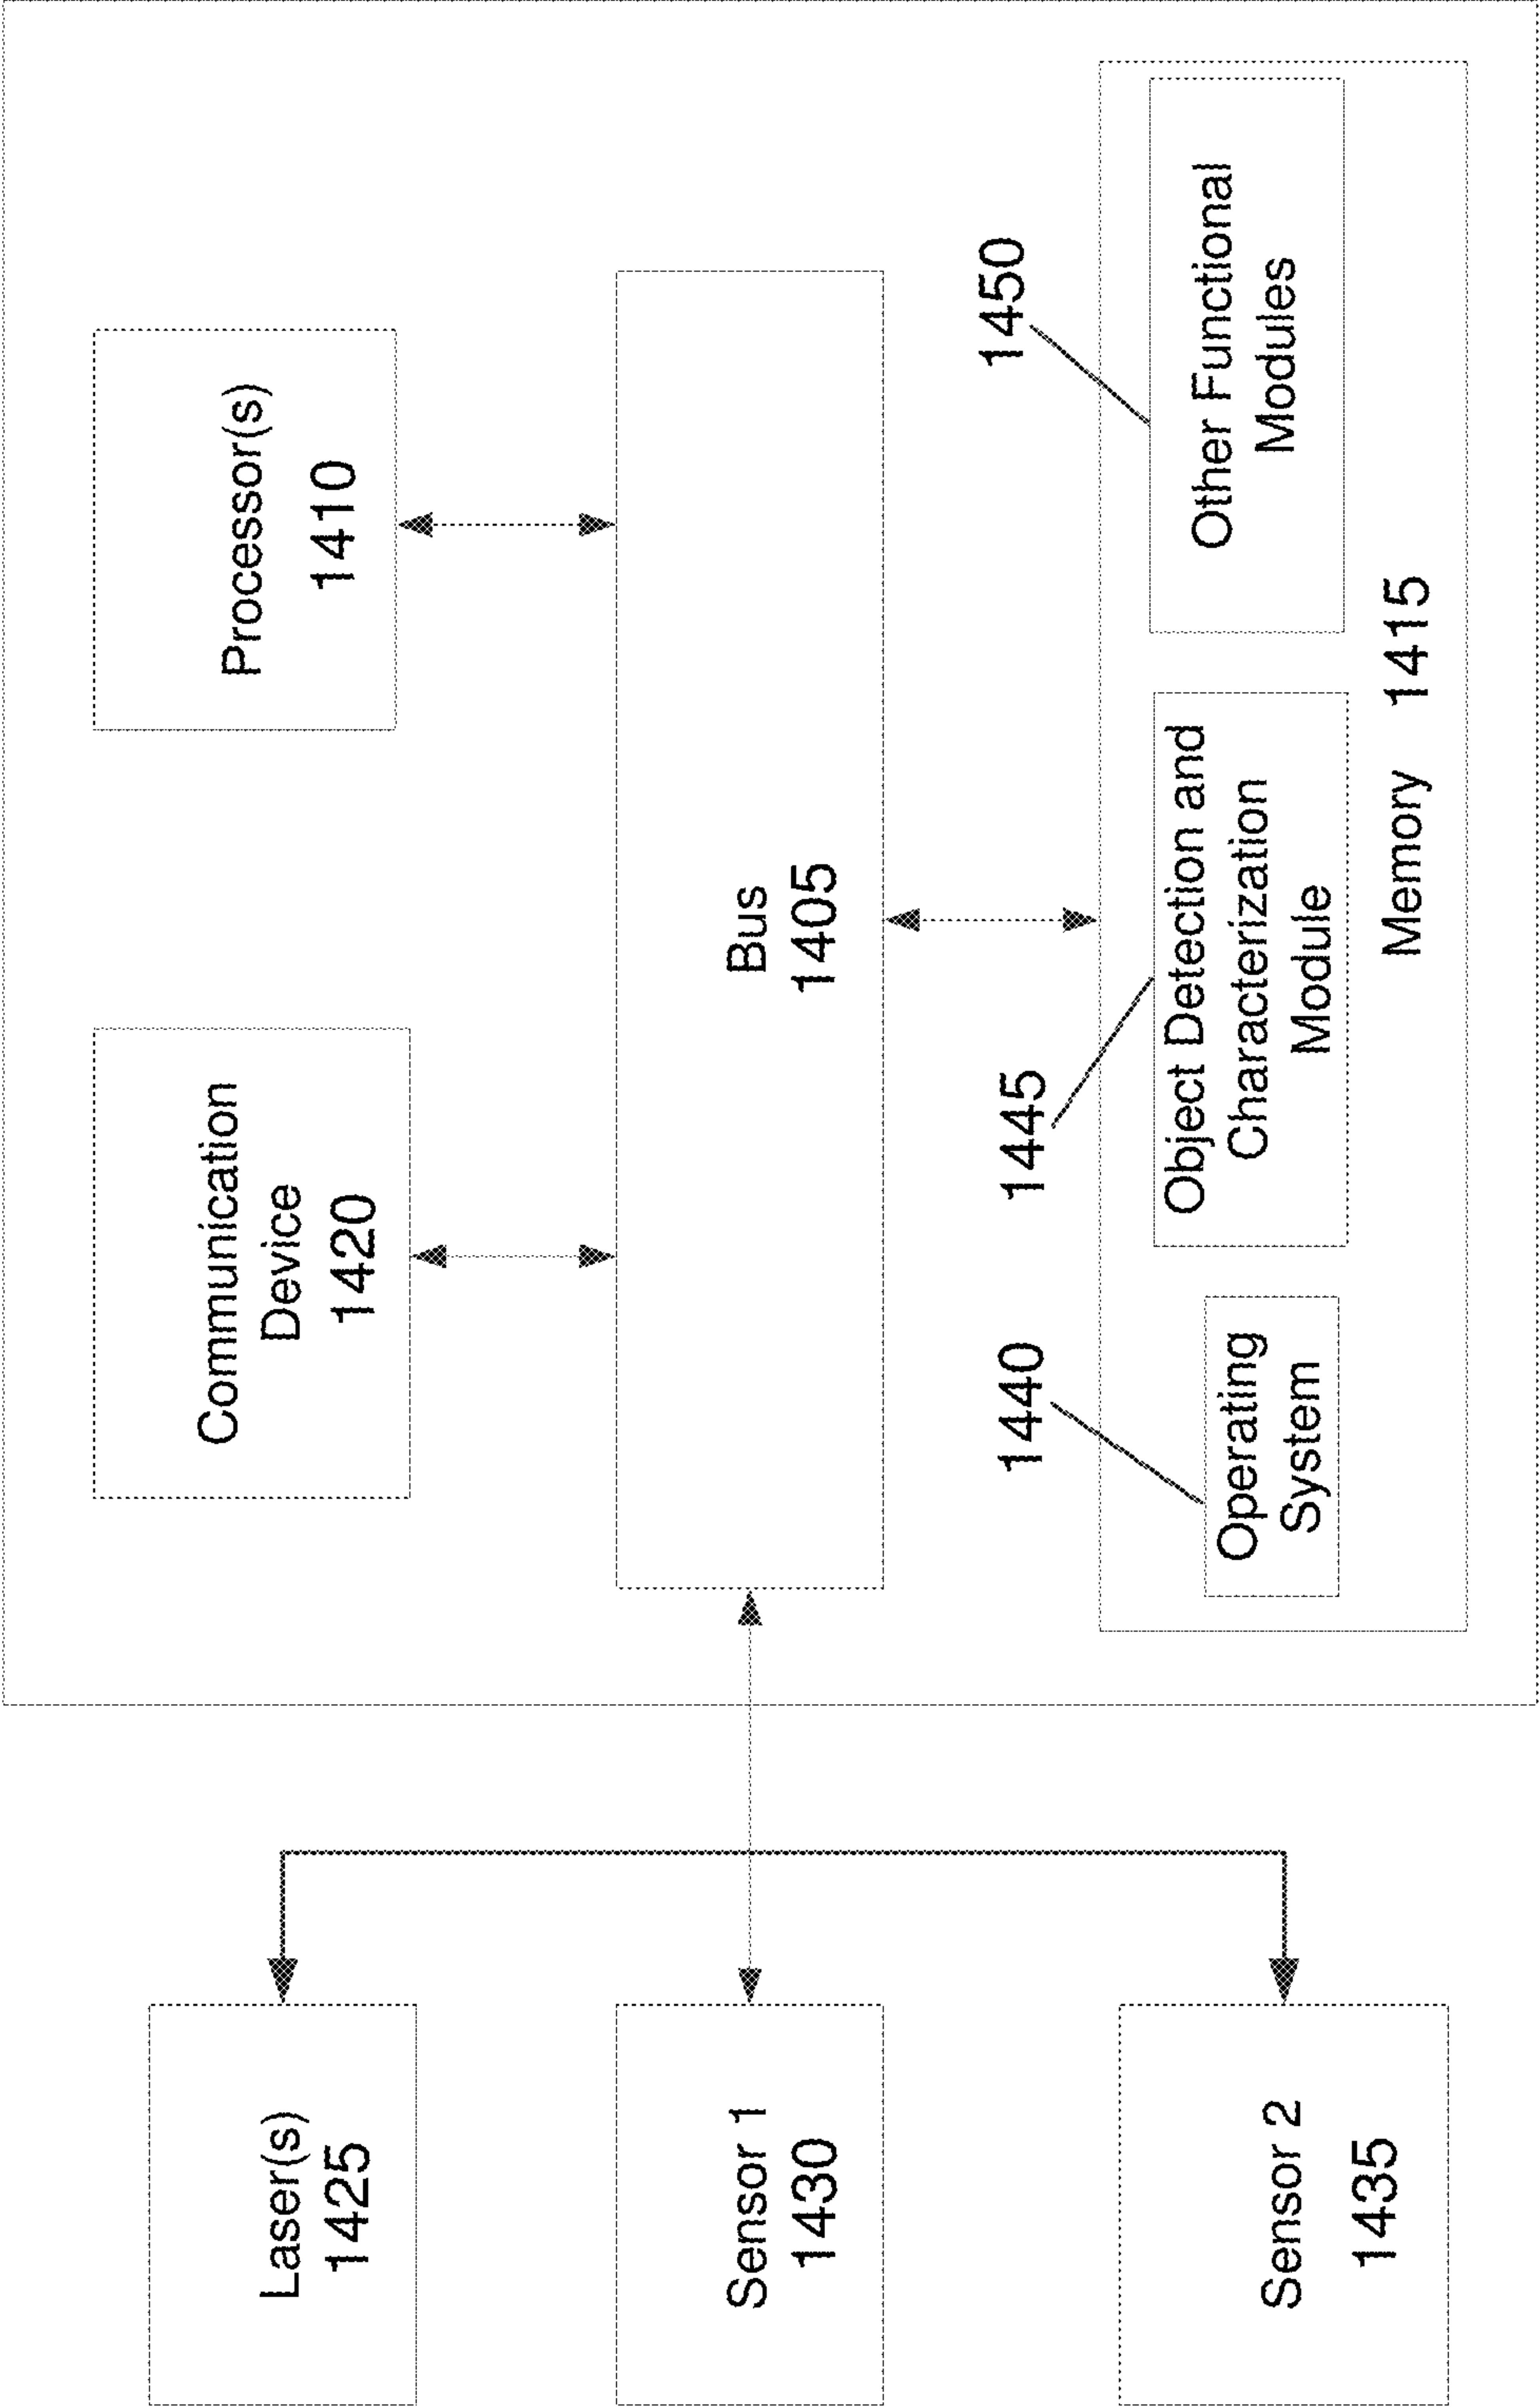 Laser(s)
1425
Communication
Device
1420
Processor(s)
1410
Sensor 1
1430
Bus
1405
Sensor 2
1435
1440
1445
1450
Operating
System
Object Detection and
Characterization
Module
Other Functional
Modules
Memory 1415